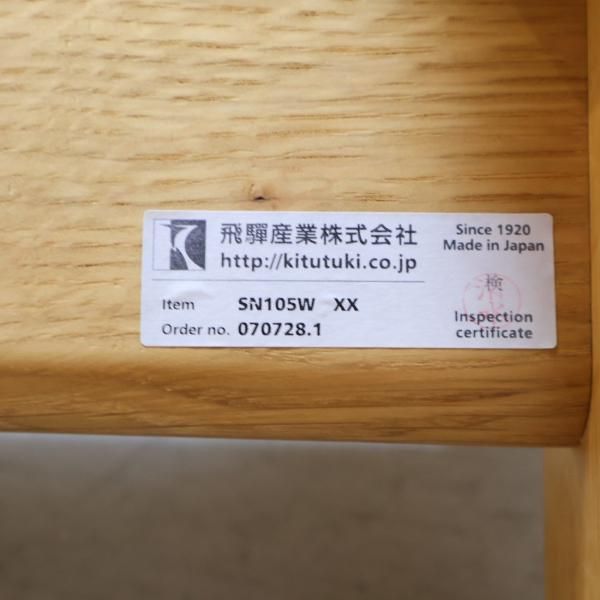 飛驒産業株式会社
http://kitutuki.co.jp
Since 1920
Made in Japan
Item SN105W XX
Order no. 070728.1
検
Inspection
certificate